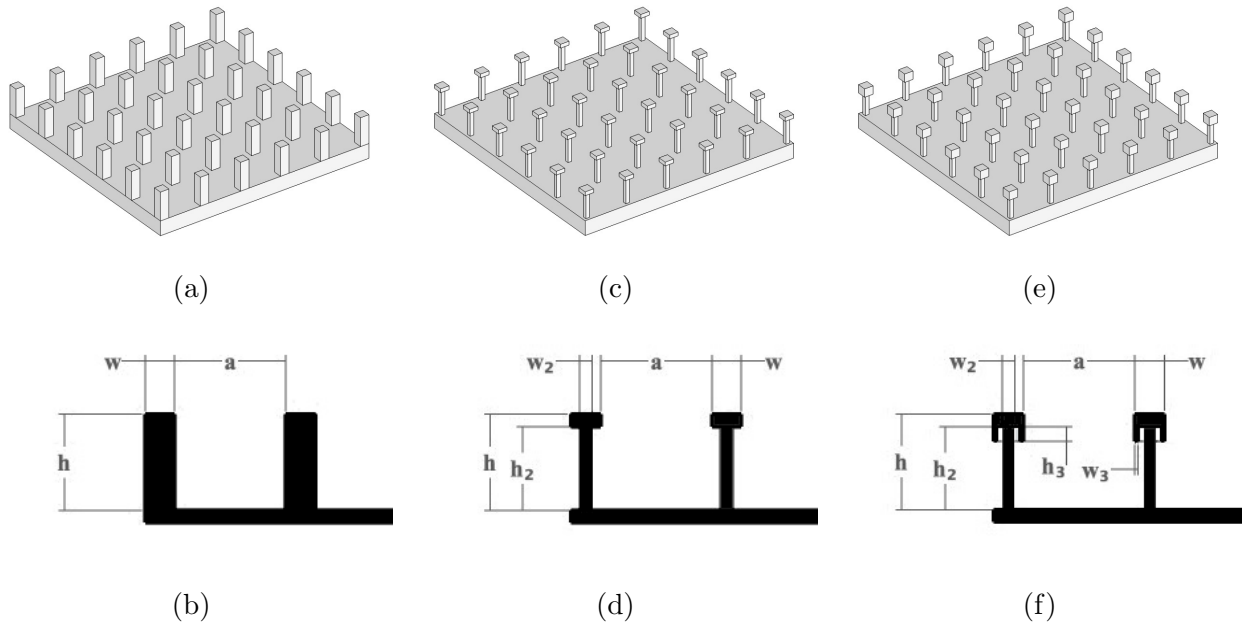 (a)
(c)
(e)
w a
h
(b)
w₂ a w
h h₂
(d)
w₂ a w
h h₂ h₃ w₃
(f)